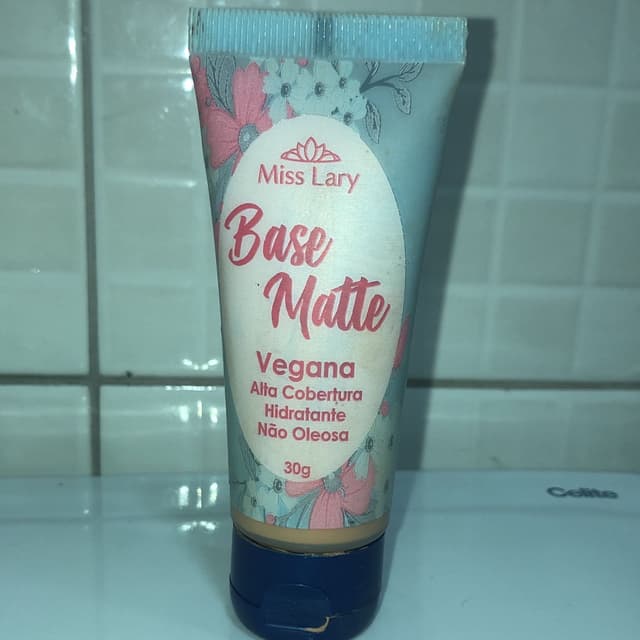 Miss Lary
Base
Matte
Vegana
Alta Cobertura
Hidratante
Não Oleosa
30g
Celite